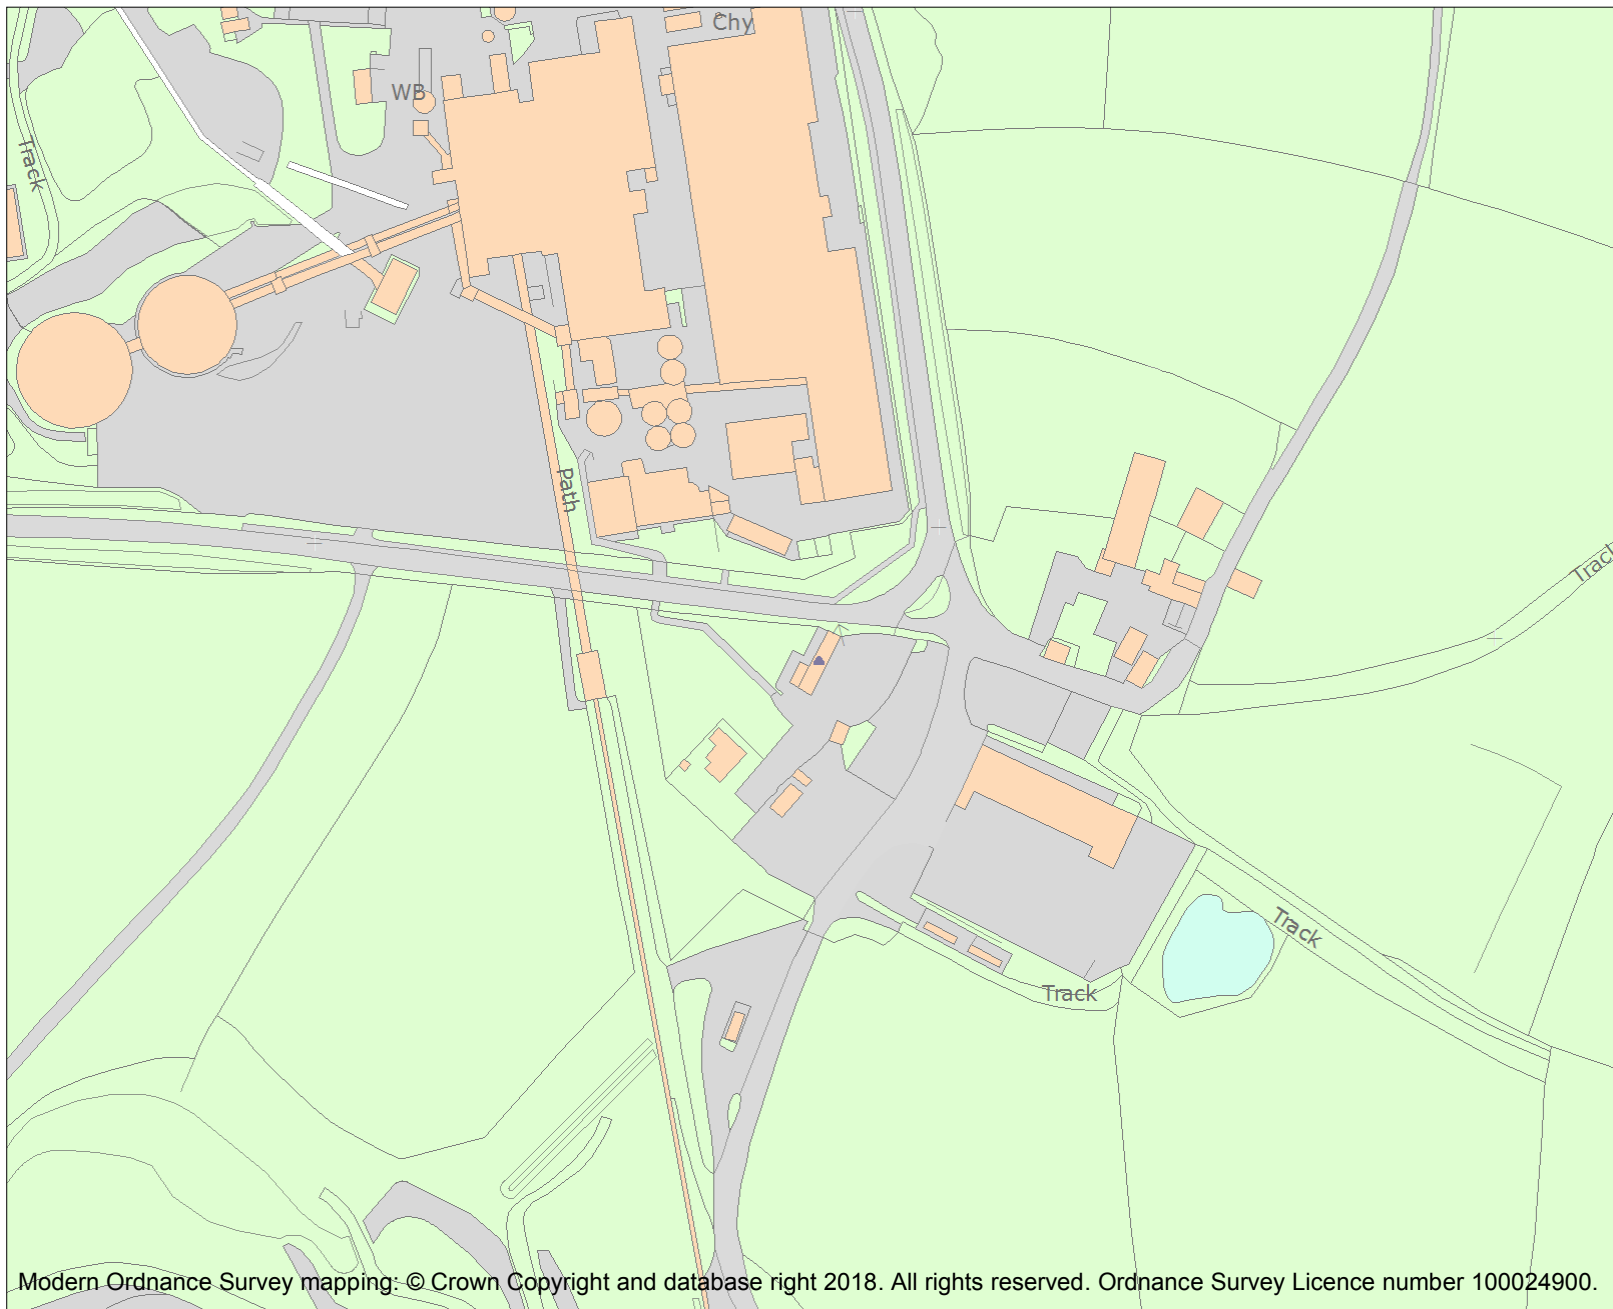 Chy
WB
Track
Path
Track
Track
Track
Modern Ordnance Survey mapping: © Crown Copyright and database right 2018. All rights reserved. Ordnance Survey Licence number 100024900.